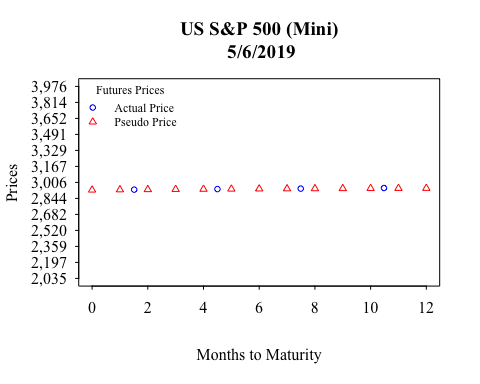 US S&P 500 (Mini)
5/6/2019
Futures Prices
Actual Price
Pseudo Price
Prices
3,976
3,814
3,652
3,491
3,329
3,167
3,006
2,844
2,682
2,520
2,359
2,197
2,035
0 2 4 6 8 10 12
Months to Maturity